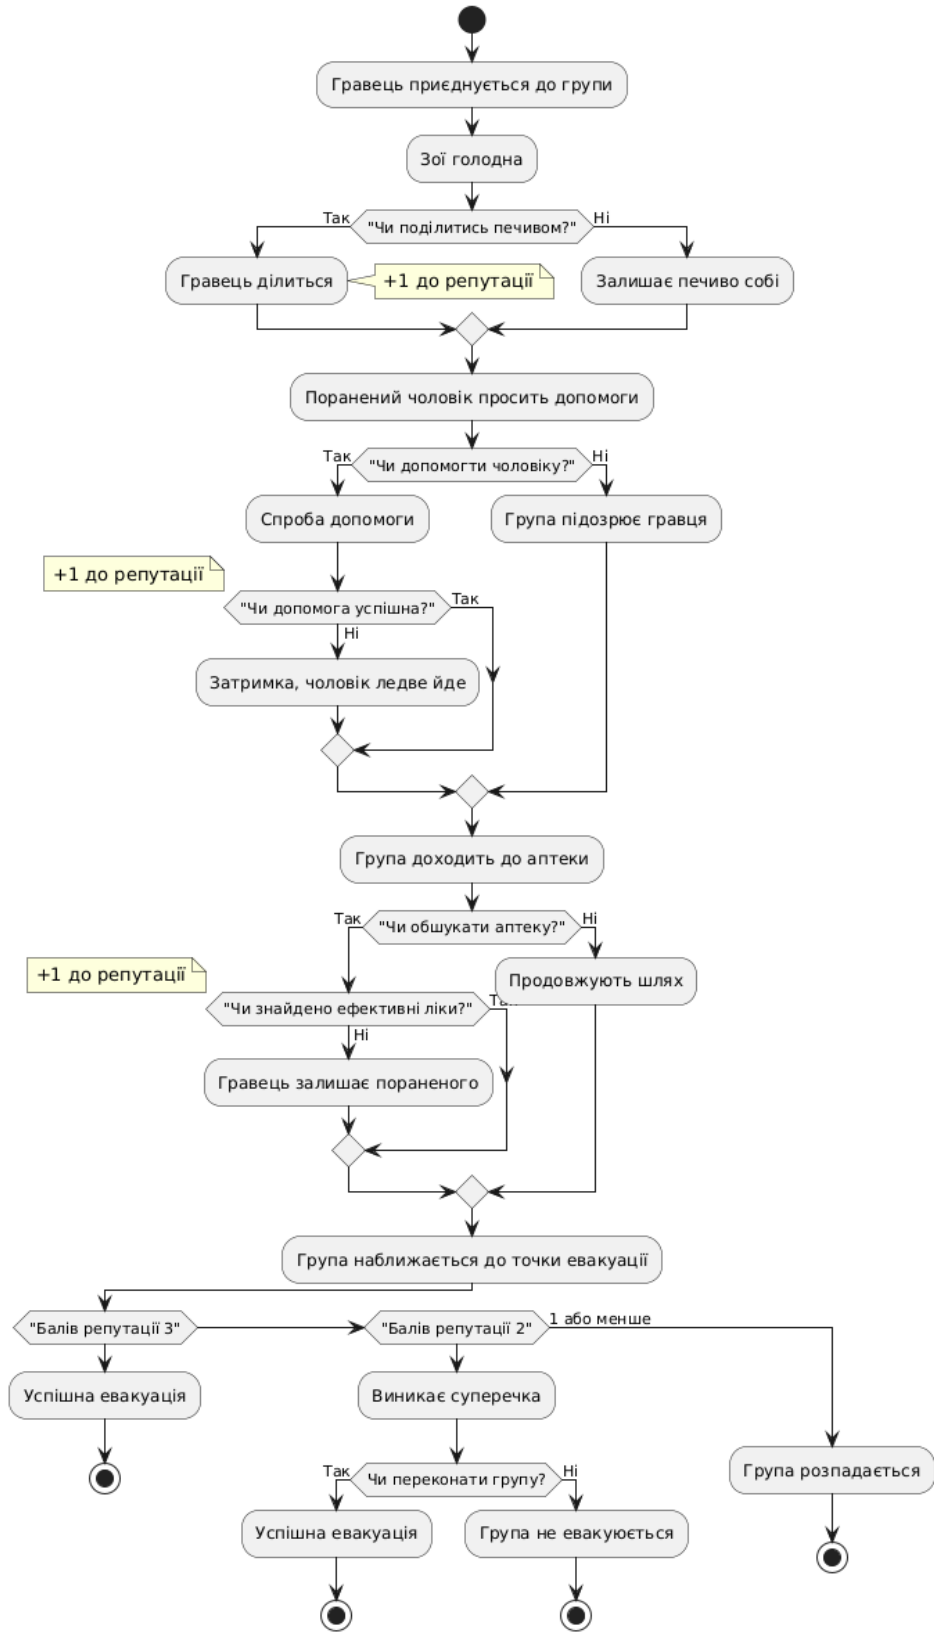 Гравець приєднується до групи
Зої голодна
Так
"Чи поділитись печивом?"
Ні
Гравець ділиться
+1 до репутації
Залишає печиво собі
Поранений чоловік просить допомоги
Так
"Чи допомогти чоловіку?"
Ні
Спроба допомоги
Група підозрює гравця
+1 до репутації
"Чи допомога успішна?"
Так
Ні
Затримка, чоловік ледве йде
Група доходить до аптеки
Так
"Чи обшукати аптеку?"
Ні
+1 до репутації
Продовжують шлях
"Чи знайдено ефективні ліки?"
Так
Ні
Гравець залишає пораненого
Група наближається до точки евакуації
"Балів репутації 3"
"Балів репутації 2"
1 або менше
Успішна евакуація
Виникає суперечка
Так
Чи переконати групу?
Ні
Група розпадається
Успішна евакуація
Група не евакуюється